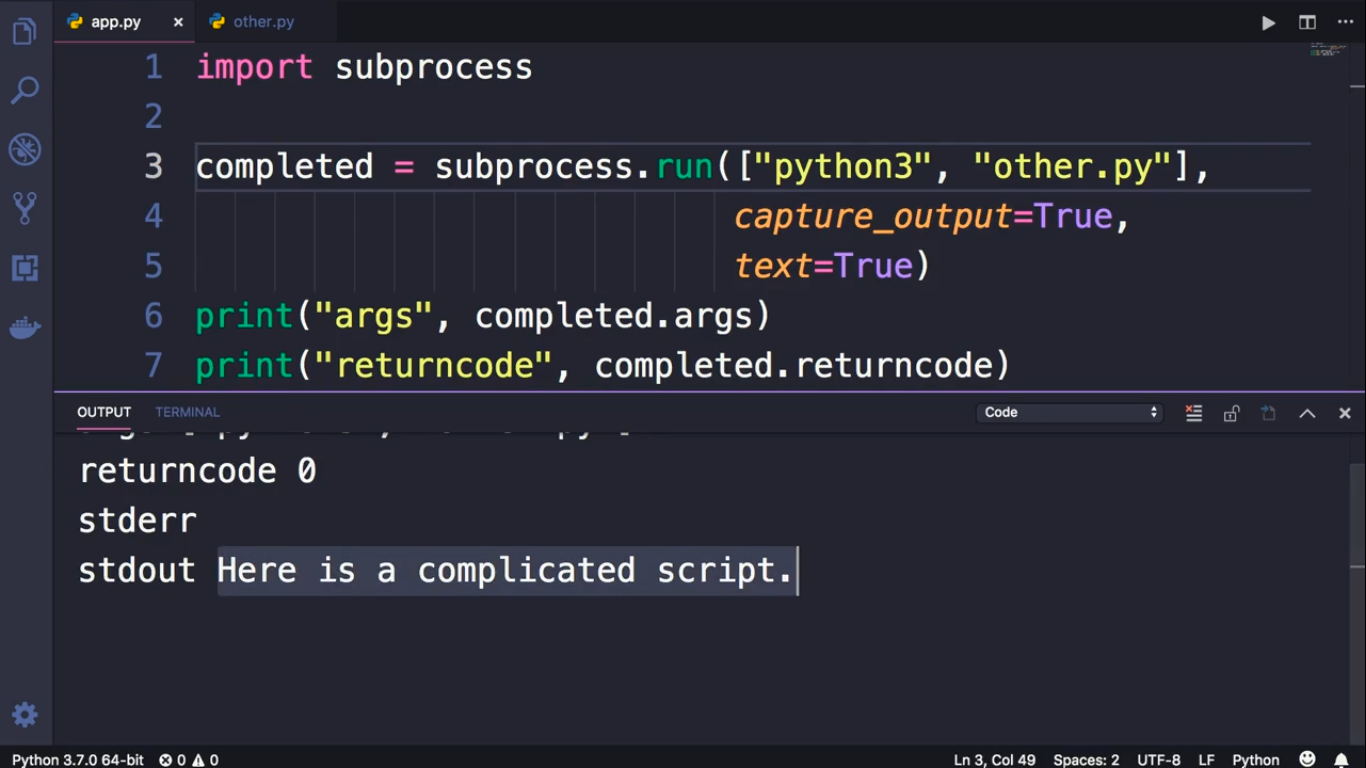 app.py
other.py
1 import subprocess
2
3 completed = subprocess.run(["python3", "other.py"],
4 capture_output=True,
5 text=True)
6 print("args", completed.args)
7 print("returncode", completed.returncode)
OUTPUT TERMINAL Code
returncode 0
stderr
stdout Here is a complicated script.
Python 3.7.0 64-bit 0 0 Ln 3, Col 49 Spaces: 2 UTF-8 LF Python